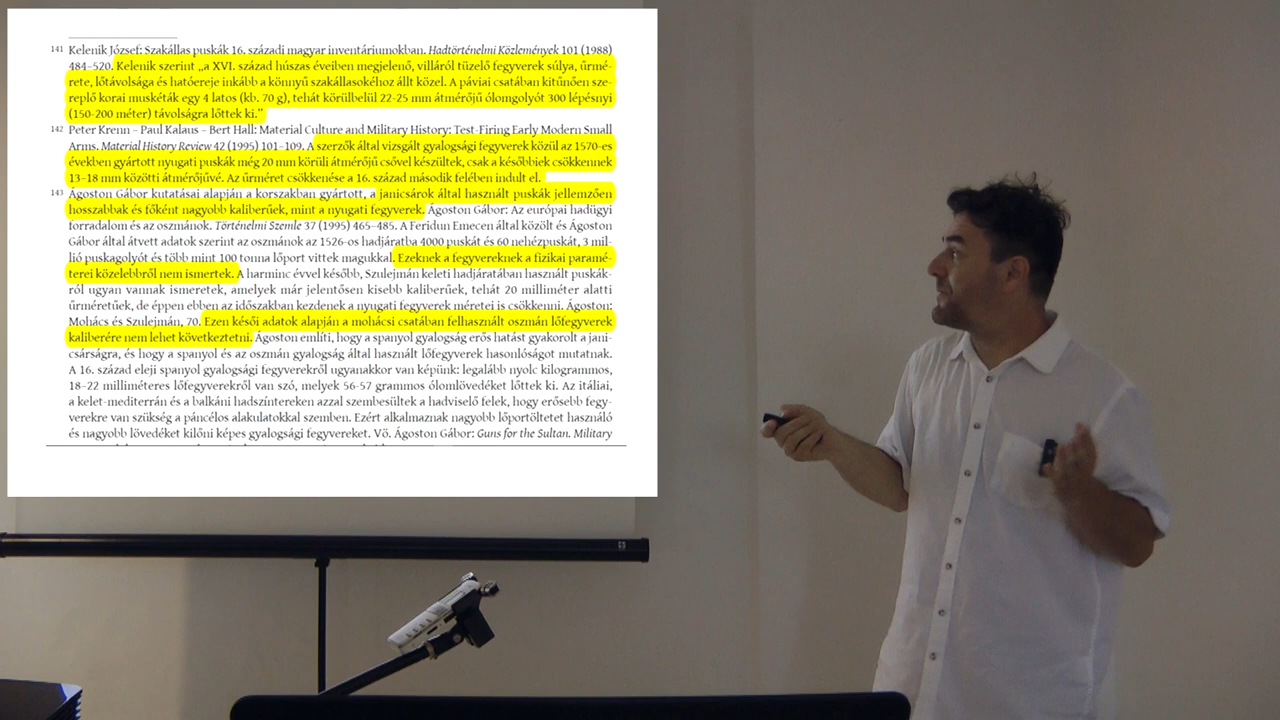 141 Kelenik József: Szakállas puskák 16. századi magyar inventáriumokban. Hadtörténelmi Közlemények 101 (1988)
484–520. Kelenik szerint „a XVI. század húszas éveiben megjelenő, villáról tüzelő fegyverek súlya, űrmé-
rete, lőtávolsága és hatóereje inkább a könnyű szakállasokéhoz állt közel. A páviai csatában kitűnően sze-
replő korai muskéták egy 4 latos (kb. 70 g), tehát körülbelül 22-25 mm átmérőjű ólomgolyót 300 lépésnyi
(150-200 méter) távolságra lőttek ki.”
142 Peter Krenn – Paul Kalaus – Bert Hall: Material Culture and Military History: Test-Firing Early Modern Small
Arms. Material History Review 42 (1995) 101–109. A szerzők által vizsgált gyalogsági fegyverek közül az 1570-es
években gyártott nyugati puskák még 20 mm körüli átmérőjű csővel készültek, csak a későbbiek csökkennek
13–18 mm közötti átmérőjűvé. Az űrméret csökkenése a 16. század második felében indult el.
143 Ágoston Gábor kutatásai alapján a korszakban gyártott, a janicsárok által használt puskák jellemzően
hosszabbak és főként nagyobb kaliberűek, mint a nyugati fegyverek. Ágoston Gábor: Az európai hadügyi
forradalom és az oszmánok. Történelmi Szemle 37 (1995) 465–485. A Feridun Emecen által közölt és Ágoston
Gábor által átvett adatok szerint az oszmánok az 1526-os hadjáratba 4000 puskát és 60 nehézpuskát, 3 mil-
lió puskagolyót és több mint 100 tonna lőport vittek magukkal. Ezeknek a fegyvereknek a fizikai paramé-
terei közelebbről nem ismertek. A harminc évvel később, Szulejmán keleti hadjáratában használt puskák-
ról ugyan vannak ismeretek, amelyek már jelentősen kisebb kaliberűek, tehát 20 milliméter alatti
űrméretűek, de éppen ebben az időszakban kezdenek a nyugati fegyverek méretei is csökkenni. Ágoston:
Mohács és Szulejmán, 70. Ezen késői adatok alapján a mohácsi csatában felhasznált oszmán lőfegyverek
kaliberére nem lehet következtetni. Ágoston említi, hogy a spanyol gyalogság erős hatást gyakorolt a jani-
csárságra, és hogy a spanyol és az oszmán gyalogság által használt lőfegyverek hasonlóságot mutatnak.
A 16. század eleji spanyol gyalogsági fegyverekről ugyanakkor van képünk: legalább nyolc kilogrammos,
18–22 milliméteres lőfegyverekről van szó, melyek 56-57 grammos ólomlövedéket lőttek ki. Az itáliai,
a kelet-mediterrán és a balkáni hadszíntereken azzal szembesültek a hadviselő felek, hogy erősebb fegy-
verekre van szükség a páncélos alakulatokkal szemben. Ezért alkalmaznak nagyobb lőportöltetet használó
és nagyobb lövedéket kilőni képes gyalogsági fegyvereket. Vö. Ágoston Gábor: Guns for the Sultan. Military